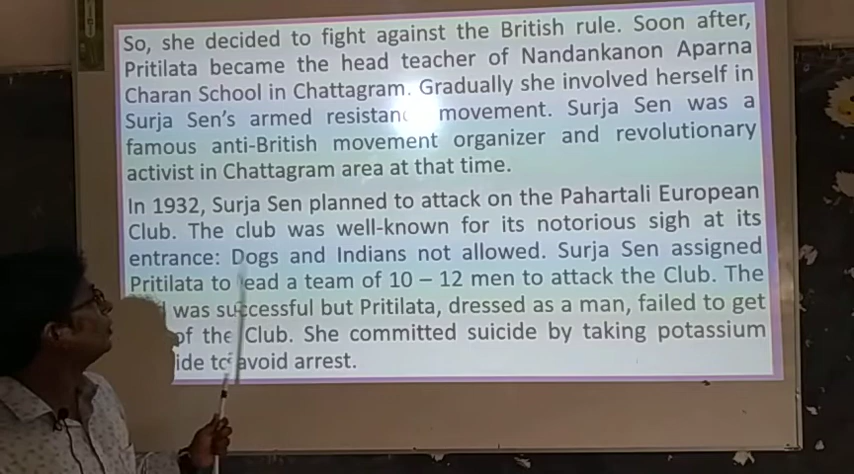 So, she decided to fight against the British rule. Soon after,
Pritilata became the head teacher of Nandankanon Aparna
Charan School in Chattagram. Gradually she involved herself in
Surja Sen's armed resistanc movement. Surja Sen was a
famous anti-British movement organizer and revolutionary
activist in Chattagram area at that time.
In 1932, Surja Sen planned to attack on the Pahartali European
Club. The club was well-known for its notorious sigh at its
entrance: Dogs and Indians not allowed. Surja Sen assigned
Pritilata to lead a team of 10 – 12 men to attack the Club. The
was successful but Pritilata, dressed as a man, failed to get
of the Club. She committed suicide by taking potassium
ide to avoid arrest.